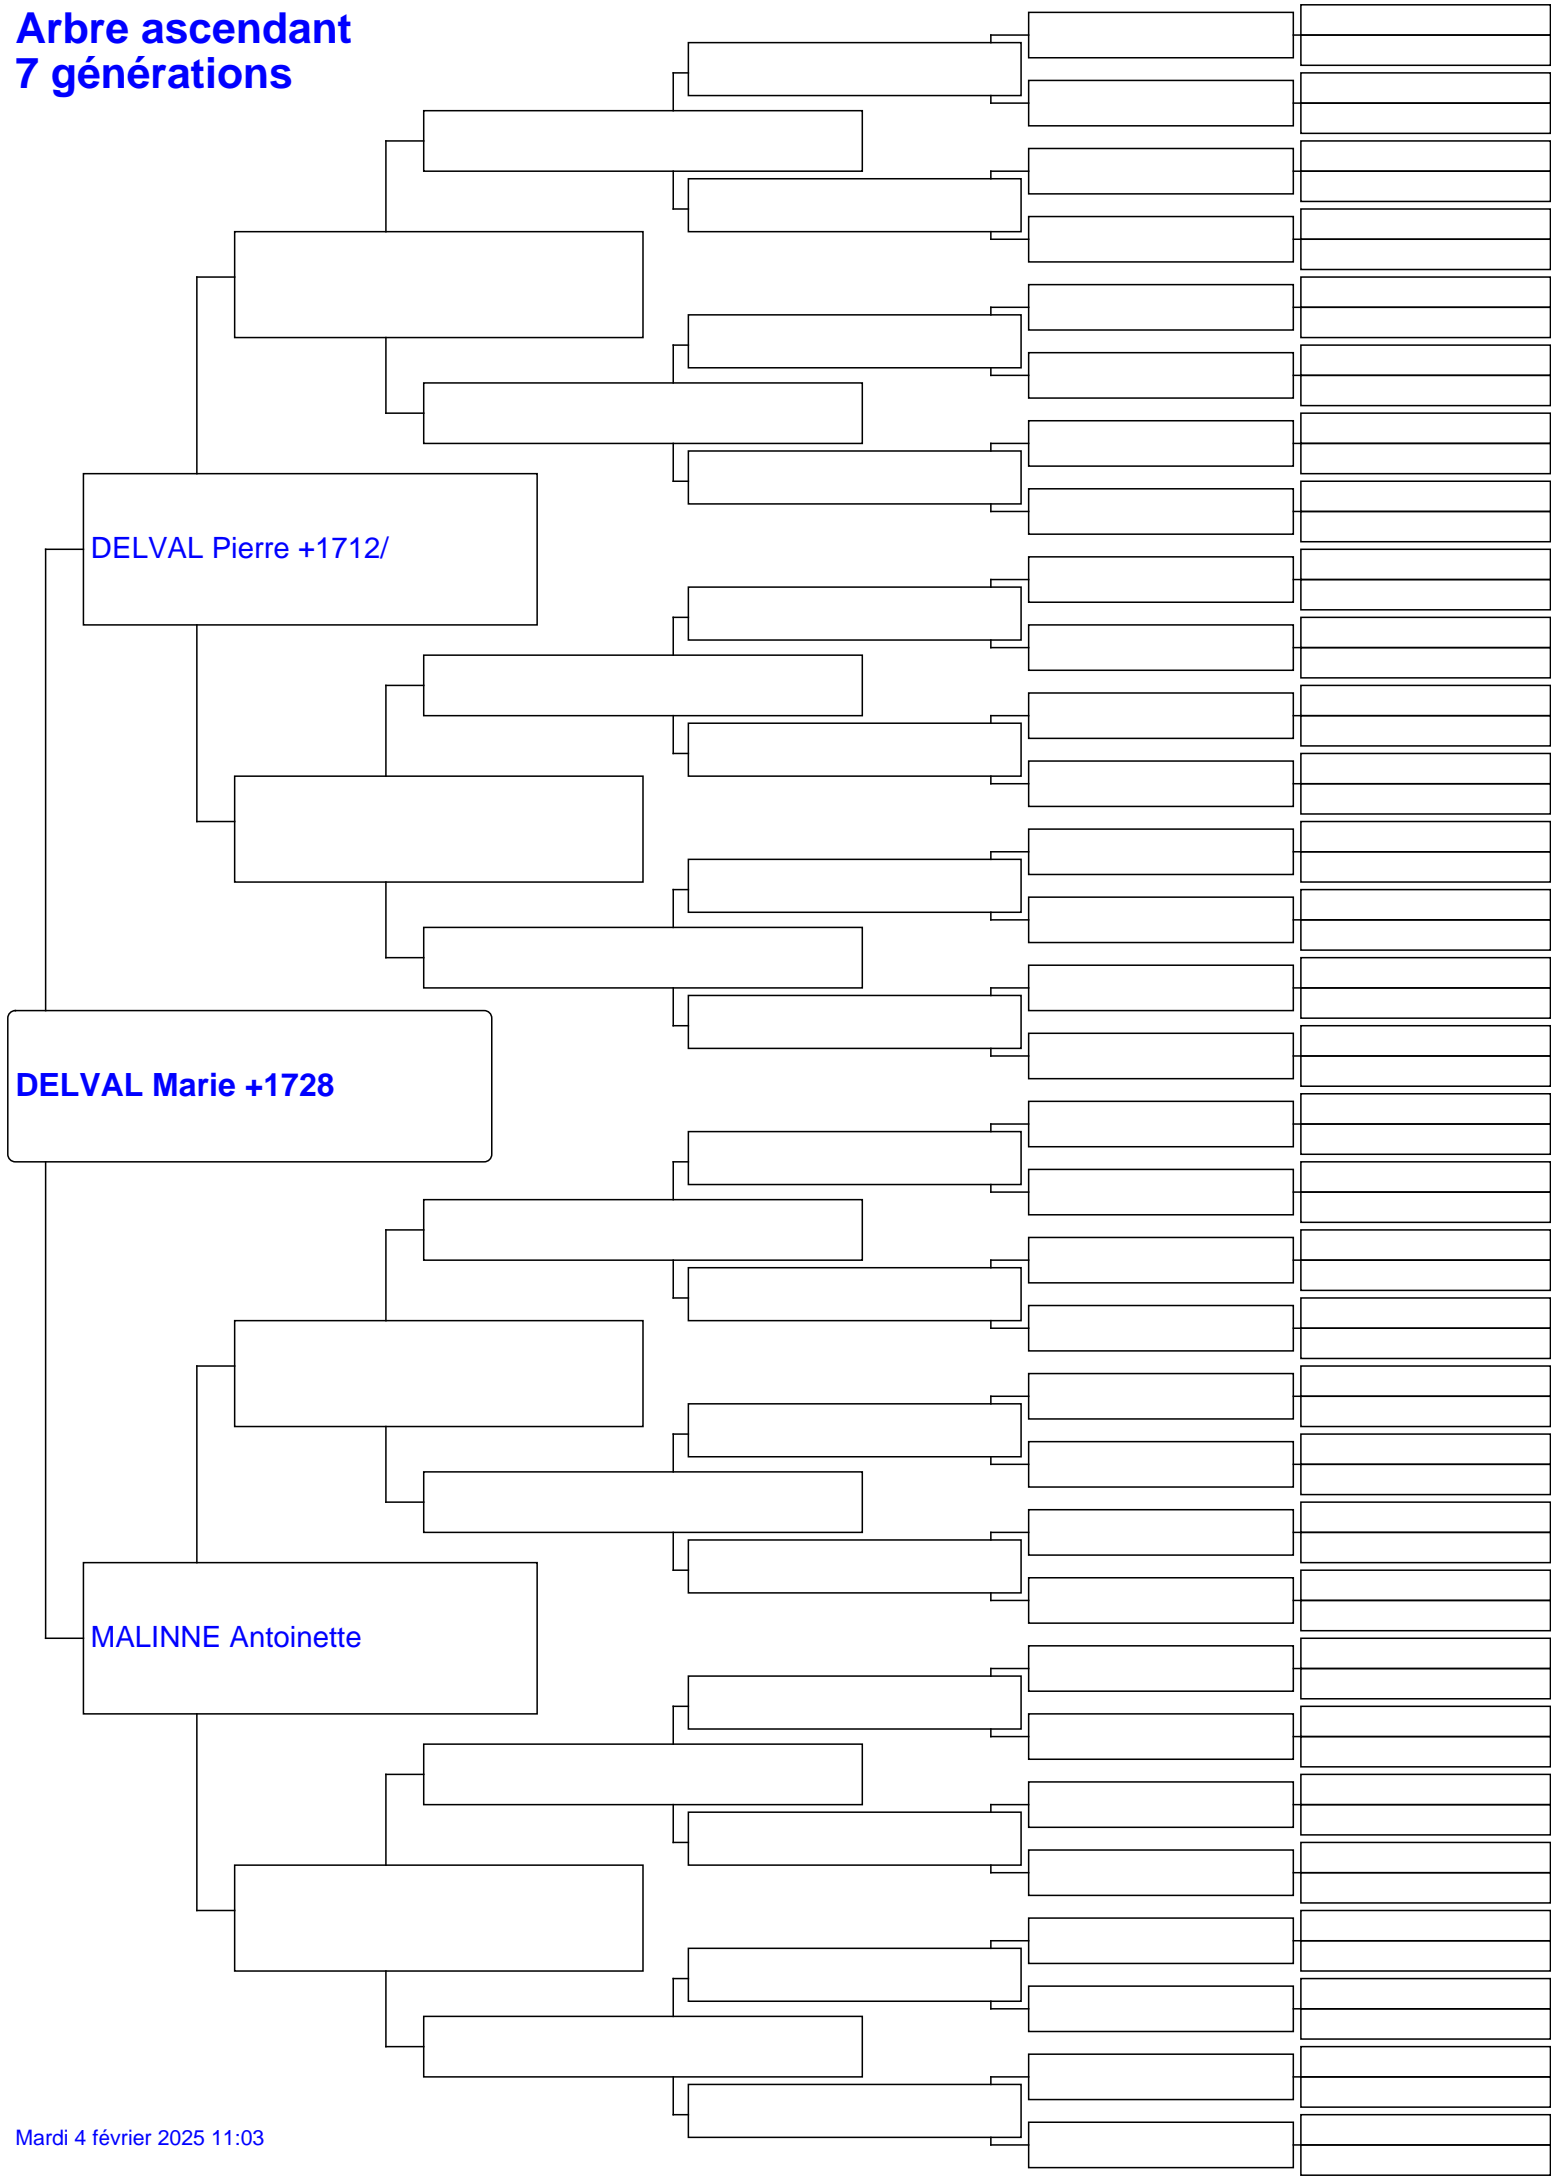 Arbre ascendant
7 générations
DELVAL Pierre +1712/
DELVAL Marie +1728
MALINNE Antoinette
Mardi 4 février 2025 11:03